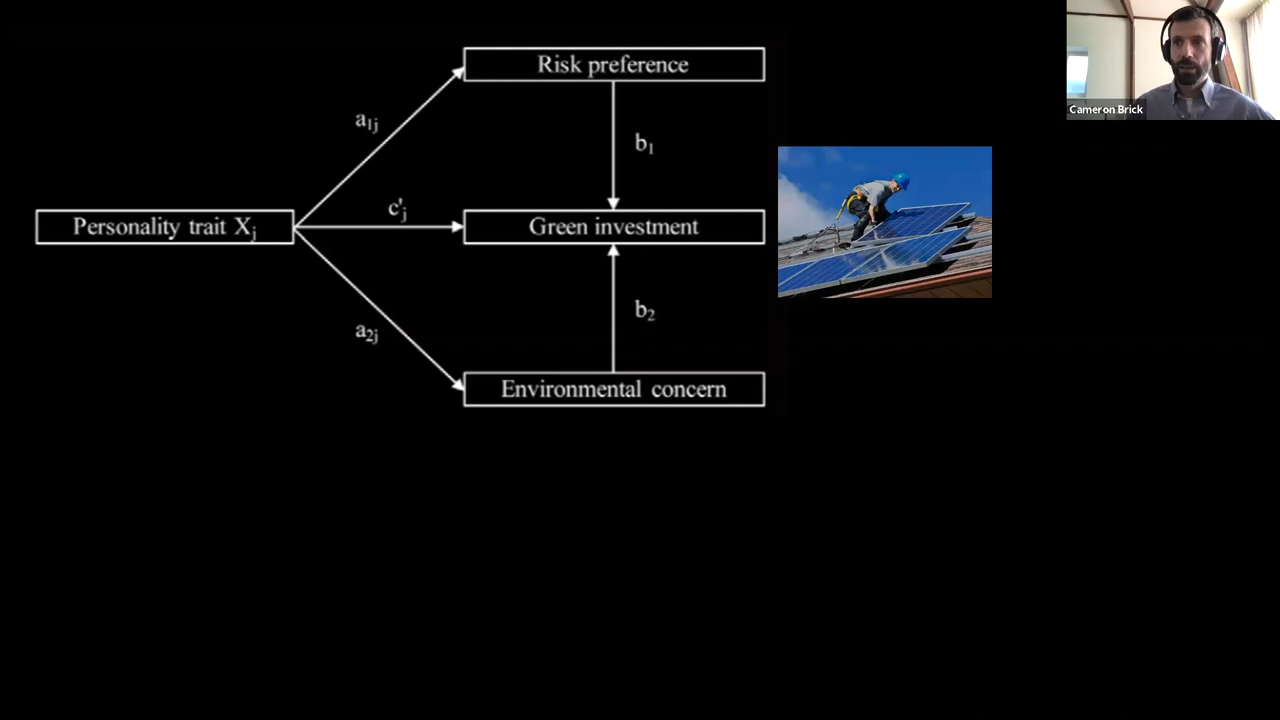 Risk preference
Cameron Brick
a1j
b1
Personality trait Xj
c'j
Green investment
a2j
b2
Environmental concern